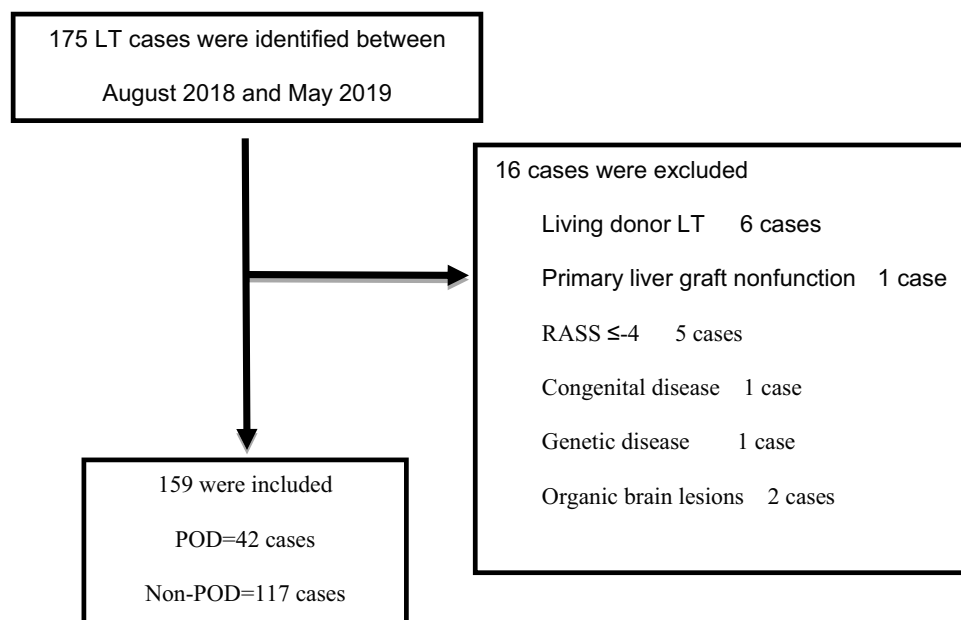 175 LT cases were identified between
August 2018 and May 2019
16 cases were excluded
Living donor LT 6 cases
Primary liver graft nonfunction 1 case
RASS ≤-4 5 cases
Congenital disease 1 case
Genetic disease 1 case
Organic brain lesions 2 cases
159 were included
POD=42 cases
Non-POD=117 cases